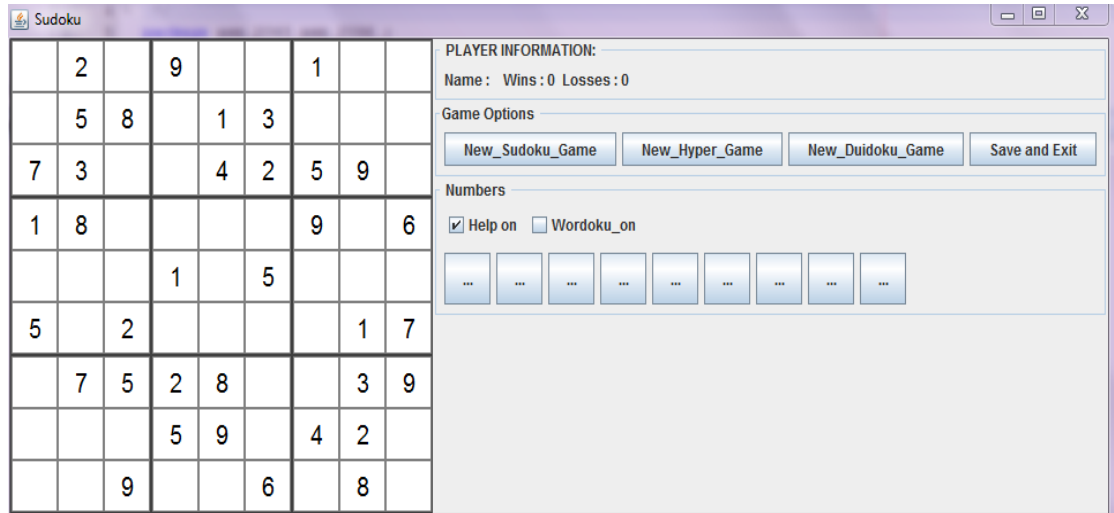 Sudoku
PLAYER INFORMATION:
Name : Wins : 0 Losses : 0
Game Options
New_Sudoku_Game New_Hyper_Game New_Duidoku_Game Save and Exit
Numbers
Help on Wordoku_on
... ... ... ... ... ... ... ... ...
2 9 1
5 8 1 3
7 3 4 2 5 9
1 8 9 6
1 5
5 2 1 7
7 5 2 8 3 9
5 9 4 2
9 6 8